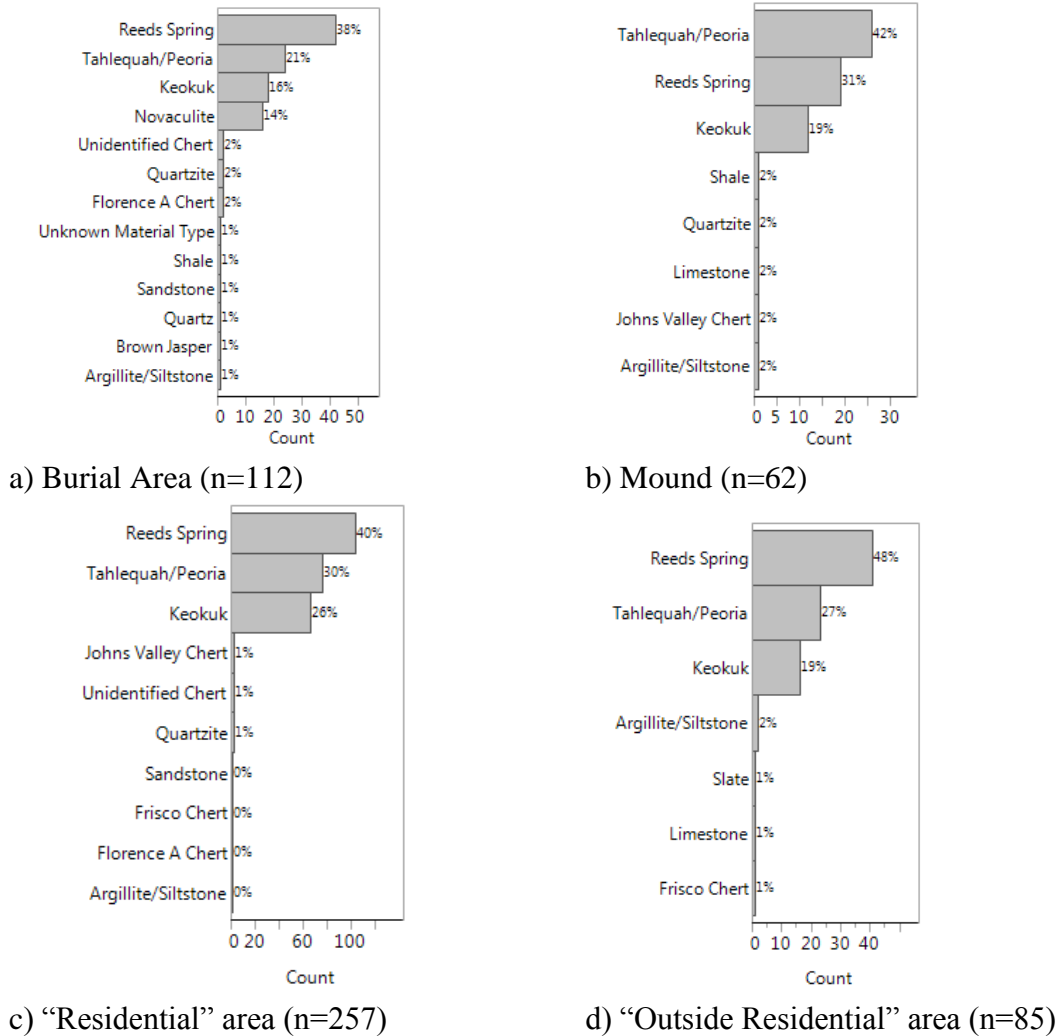 Reeds Spring 38%
Tahlequah/Peoria 21%
Keokuk 16%
Novaculite 14%
Unidentified Chert 2%
Quartzite 2%
Florence A Chert 2%
Unknown Material Type 1%
Shale 1%
Sandstone 1%
Quartz 1%
Brown Jasper 1%
Argillite/Siltstone 1%
0 10 20 30 40 50
Count
a) Burial Area (n=112)
Tahlequah/Peoria 42%
Reeds Spring 31%
Keokuk 19%
Shale 2%
Quartzite 2%
Limestone 2%
Johns Valley Chert 2%
Argillite/Siltstone 2%
0 5 10 20 30
Count
b) Mound (n=62)
Reeds Spring 40%
Tahlequah/Peoria 30%
Keokuk 26%
Johns Valley Chert 1%
Unidentified Chert 1%
Quartzite 1%
Sandstone 0%
Frisco Chert 0%
Florence A Chert 0%
Argillite/Siltstone 0%
0 20 60 100
Count
c) “Residential” area (n=257)
Reeds Spring 48%
Tahlequah/Peoria 27%
Keokuk 19%
Argillite/Siltstone 2%
Slate 1%
Limestone 1%
Frisco Chert 1%
0 10 20 30 40
Count
d) “Outside Residential” area (n=85)